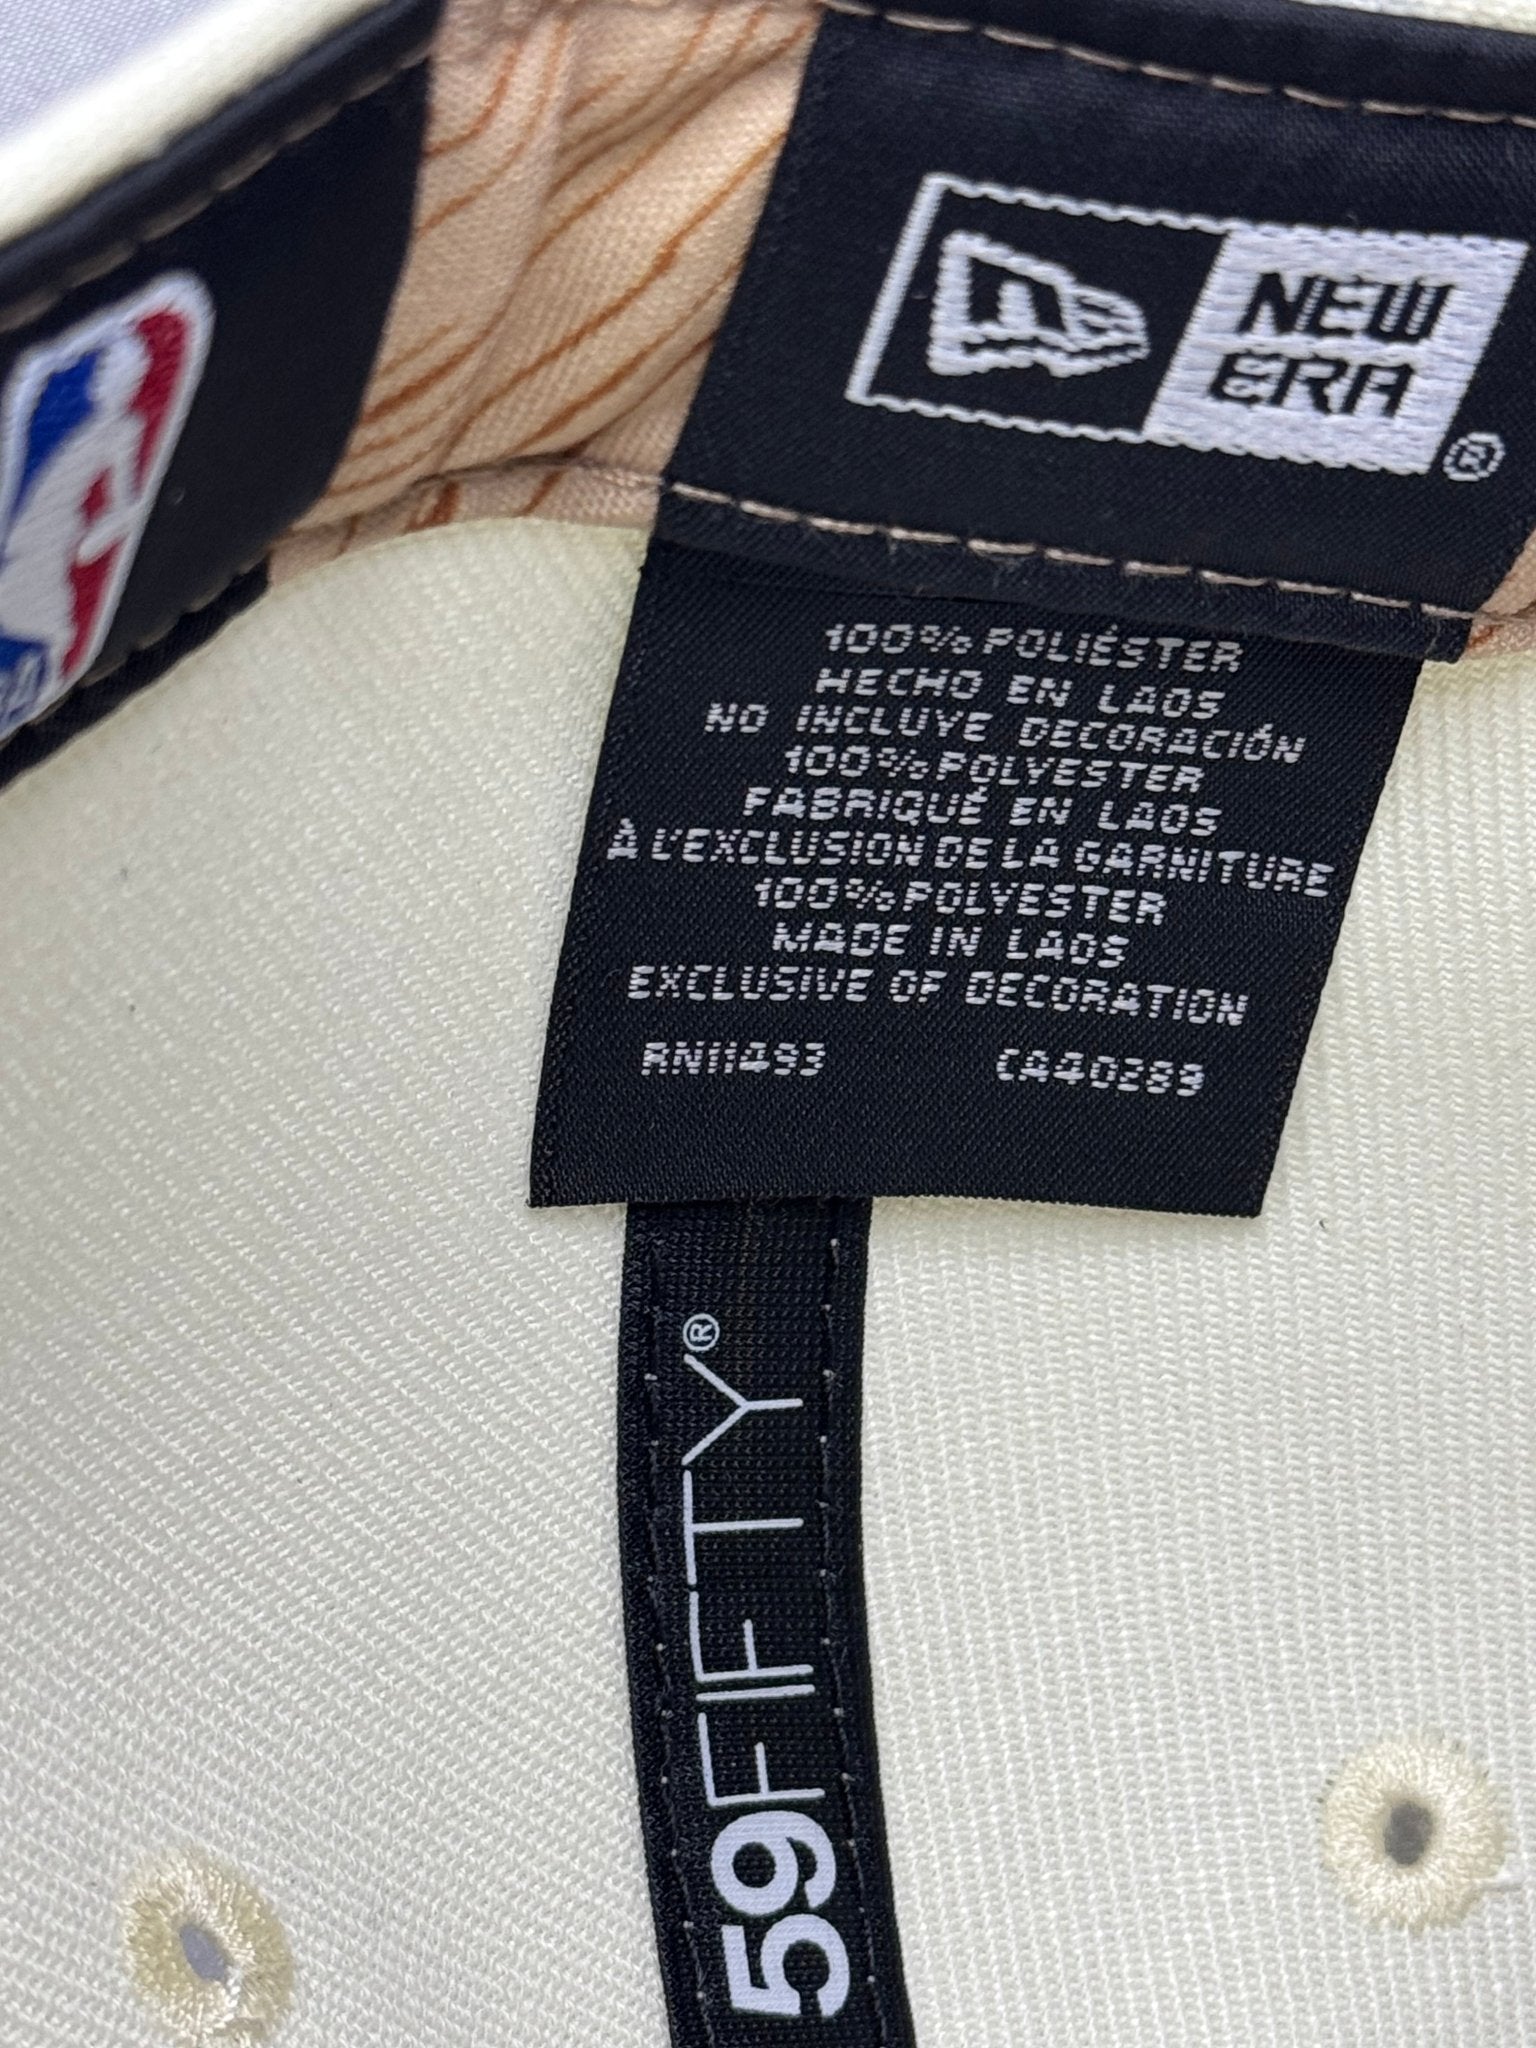 NEW
ERA
®
100% POLIÉSTER
HECHO EN LAOS
NO INCLUYE DECORACIÓN
100% POLYESTER
FABRIQUÉ EN LAOS
À L'EXCLUSION DE LA GARNITURE
100% POLYESTER
MADE IN LAOS
EXCLUSIVE OF DECORATION
RN11493 CA40289
59FIFTY®